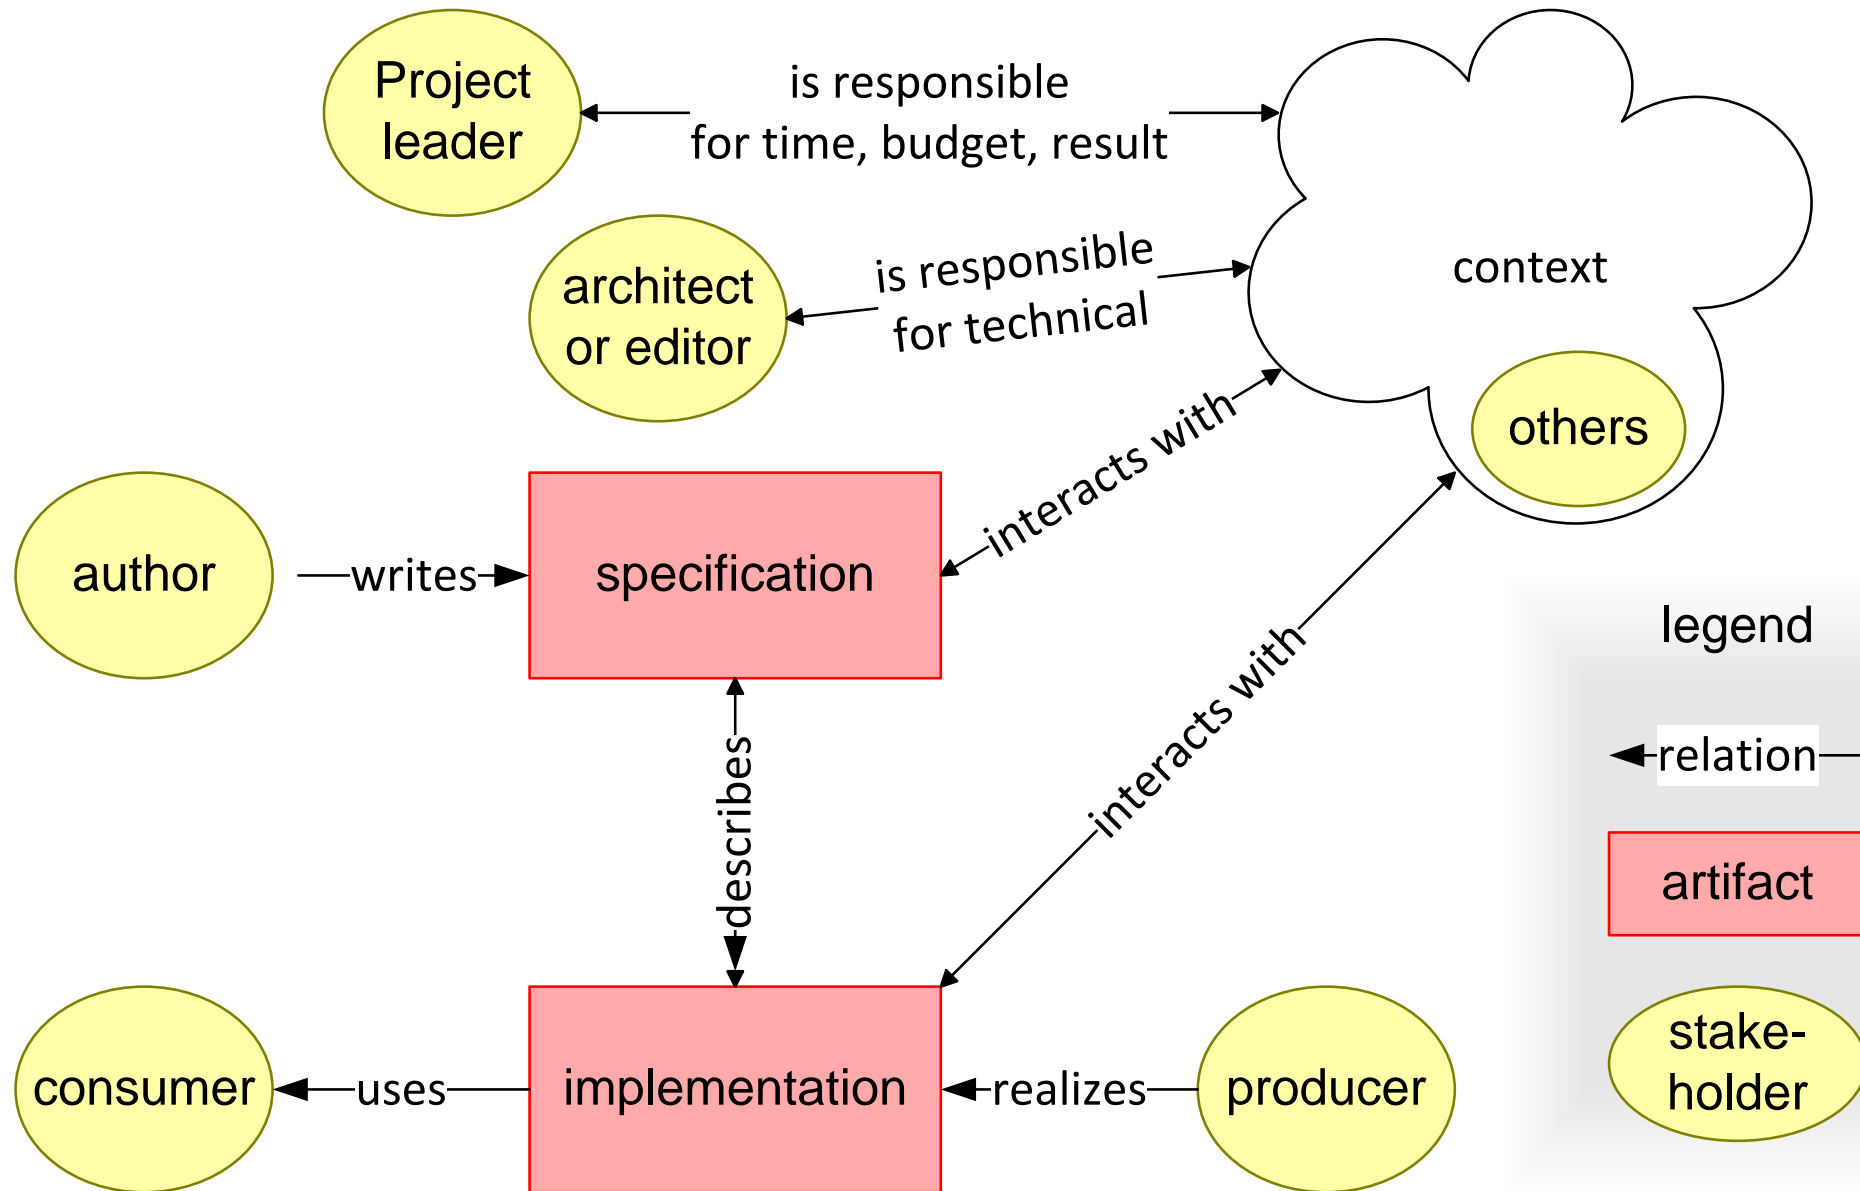 Project
leader
is responsible
for time, budget, result
architect
or editor
is responsible
for technical
context
others
interacts with
author
writes
specification
interacts with
describes
consumer
uses
implementation
realizes
producer
legend
relation
artifact
stake-
holder